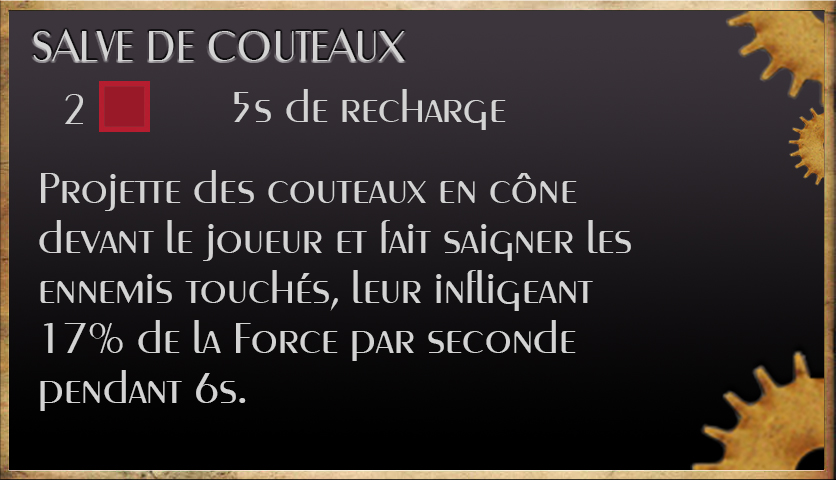 SALVE DE COUTEAUX
2 5s de recharge
Projette des couteaux en cône
devant le joueur et fait saigner les
ennemis touchés, leur infligeant
17% de la Force par seconde
pendant 6s.